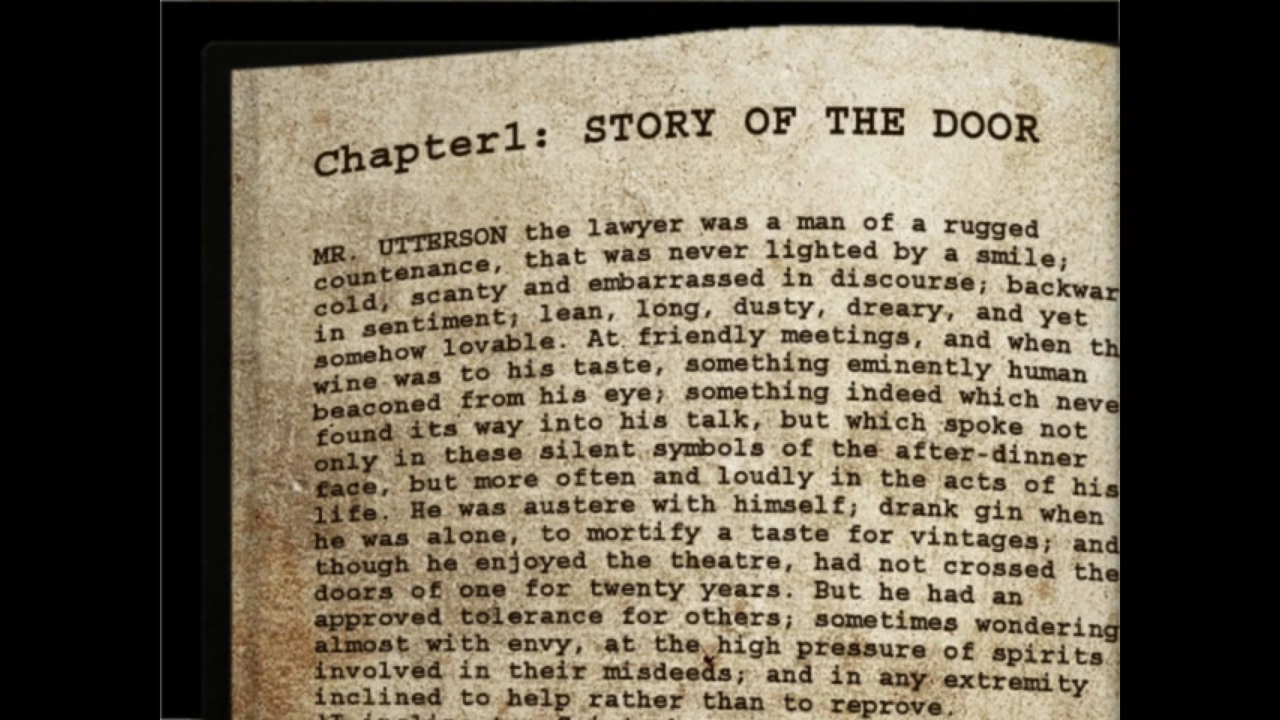 Chapter1: STORY OF THE DOOR
MR. UTTERSON the lawyer was a man of a rugged
countenance, that was never lighted by a smile;
cold, scanty and embarrassed in discourse; backwar
in sentiment; lean, long, dusty, dreary, and yet
somehow lovable. At friendly meetings, and when th
wine was to his taste, something eminently human
beaconed from his eye; something indeed which neve
found its way into his talk, but which spoke not
only in these silent symbols of the after-dinner
face, but more often and loudly in the acts of his
life. He was austere with himself; drank gin when
he was alone, to mortify a taste for vintages; and
though he enjoyed the theatre, had not crossed the
doors of one for twenty years. But he had an
approved tolerance for others; sometimes wondering
almost with envy, at the high pressure of spirits
involved in their misdeeds; and in any extremity
inclined to help rather than to reprove.